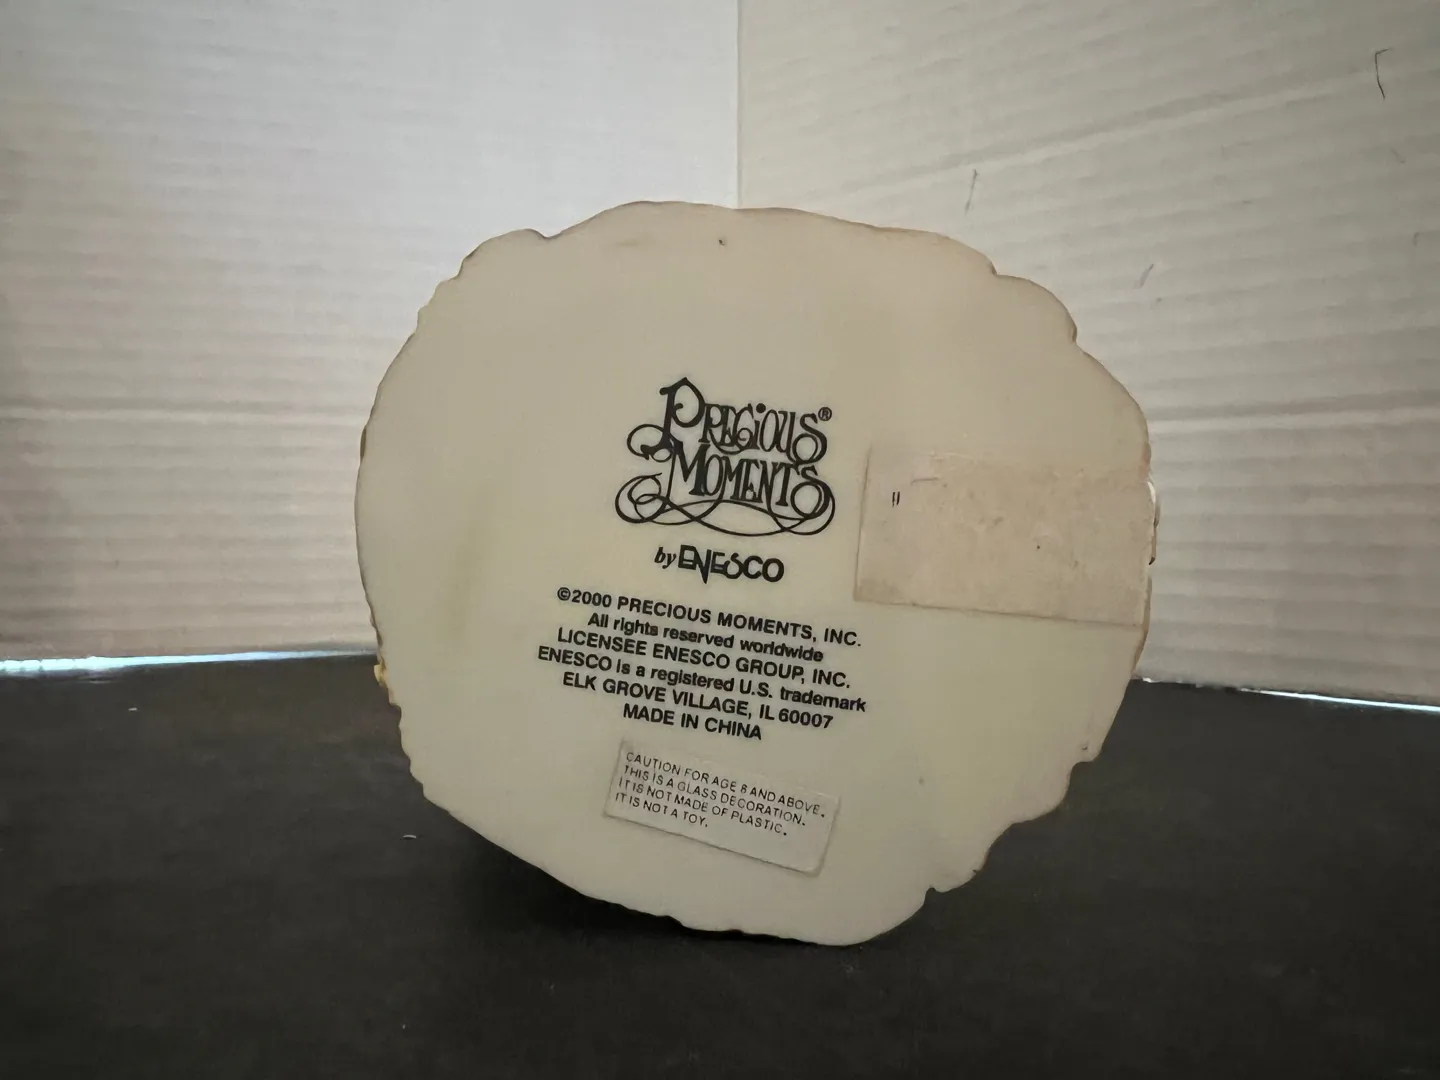 PRECIOUS®
MOMENTS
by ENESCO
©2000 PRECIOUS MOMENTS, INC.
All rights reserved worldwide
LICENSEE ENESCO GROUP, INC.
ENESCO is a registered U.S. trademark
ELK GROVE VILLAGE, IL 60007
MADE IN CHINA
CAUTION FOR AGE 8 AND ABOVE.
THIS IS A GLASS DECORATION.
IT IS NOT MADE OF PLASTIC.
IT IS NOT A TOY.